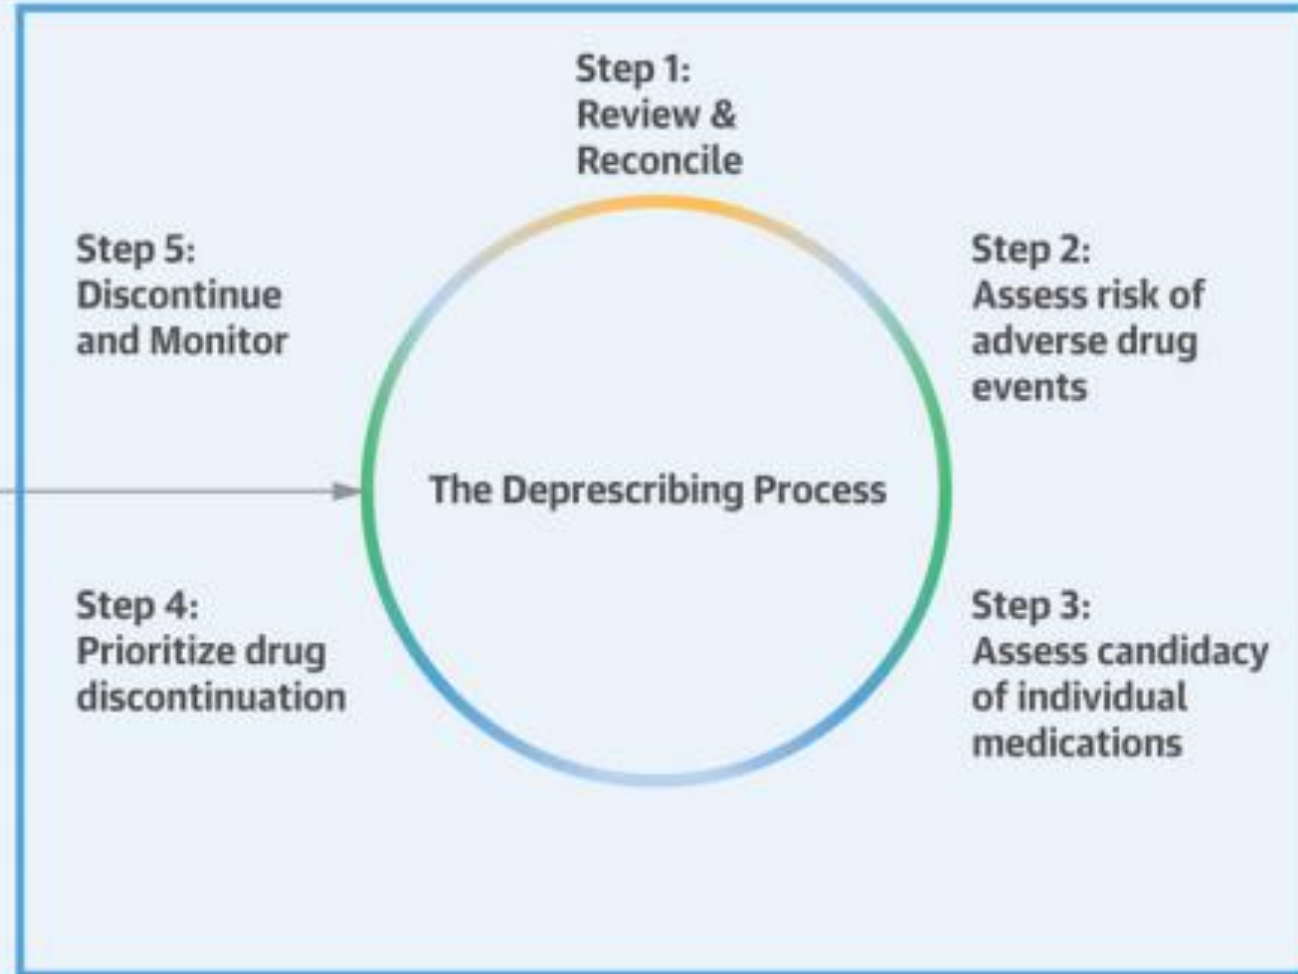 Step 1:
Review &
Reconcile
Step 2:
Assess risk of
adverse drug
events
Step 3:
Assess candidacy
of individual
medications
Step 4:
Prioritize drug
discontinuation
Step 5:
Discontinue
and Monitor
The Deprescribing Process